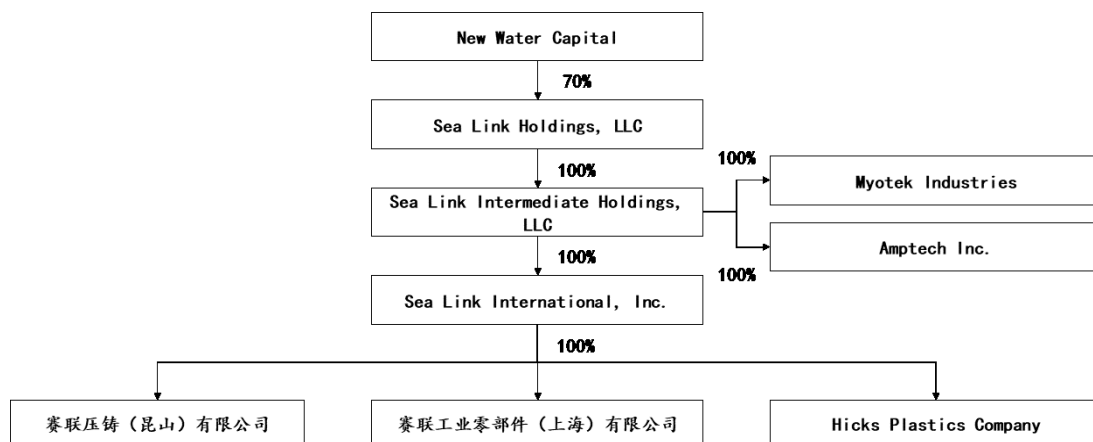 New Water Capital
70%
Sea Link Holdings, LLC
100%
100%
Myotek Industries
Sea Link Intermediate Holdings,
LLC
Amptech Inc.
100%
100%
Sea Link International, Inc.
100%
赛联压铸（昆山）有限公司
赛联工业零部件（上海）有限公司
Hicks Plastics Company